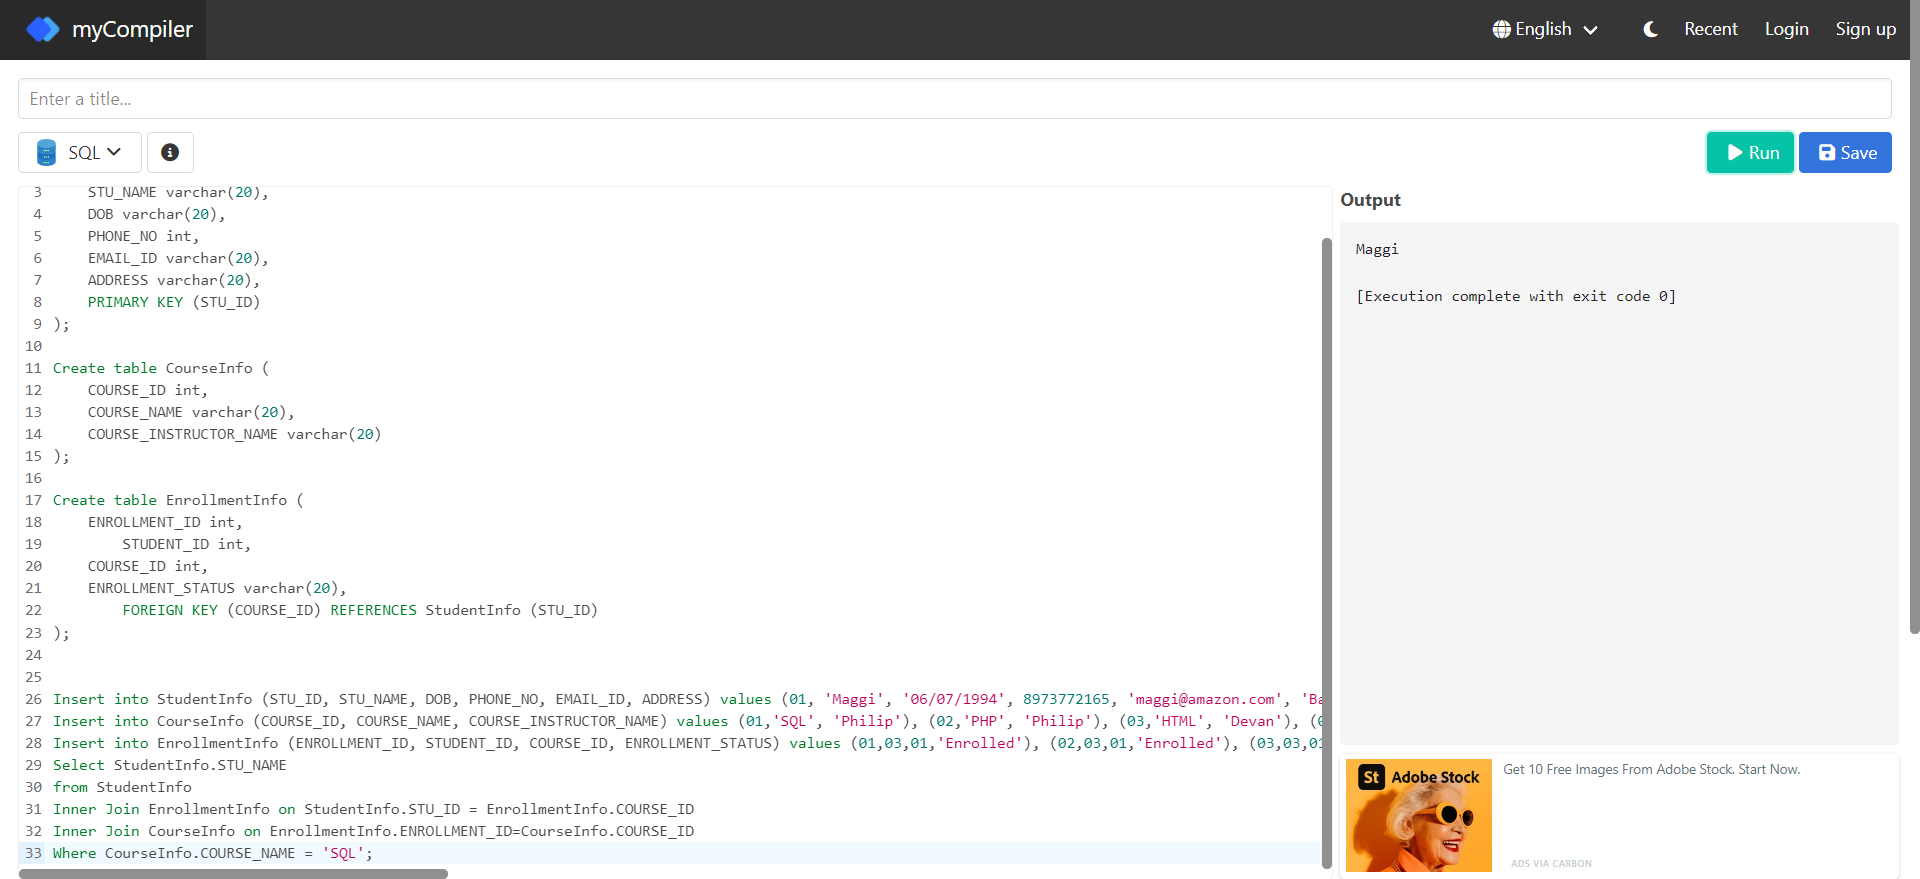 myCompiler
English
Recent
Login
Sign up
Enter a title...
SQL
Run
Save
3 STU_NAME varchar(20),
4 DOB varchar(20),
5 PHONE_NO int,
6 EMAIL_ID varchar(20),
7 ADDRESS varchar(20),
8 PRIMARY KEY (STU_ID)
9 );
10
11 Create table CourseInfo (
12 COURSE_ID int,
13 COURSE_NAME varchar(20),
14 COURSE_INSTRUCTOR_NAME varchar(20)
15 );
16
17 Create table EnrollmentInfo (
18 ENROLLMENT_ID int,
19 STUDENT_ID int,
20 COURSE_ID int,
21 ENROLLMENT_STATUS varchar(20),
22 FOREIGN KEY (COURSE_ID) REFERENCES StudentInfo (STU_ID)
23 );
24
25
26 Insert into StudentInfo (STU_ID, STU_NAME, DOB, PHONE_NO, EMAIL_ID, ADDRESS) values (01, 'Maggi', '06/07/1994', 8973772165, 'maggi@amazon.com', 'Ba
27 Insert into CourseInfo (COURSE_ID, COURSE_NAME, COURSE_INSTRUCTOR_NAME) values (01,'SQL', 'Philip'), (02,'PHP', 'Philip'), (03,'HTML', 'Devan'), (
28 Insert into EnrollmentInfo (ENROLLMENT_ID, STUDENT_ID, COURSE_ID, ENROLLMENT_STATUS) values (01,03,01,'Enrolled'), (02,03,01,'Enrolled'), (03,03,01
29 Select StudentInfo.STU_NAME
30 from StudentInfo
31 Inner Join EnrollmentInfo on StudentInfo.STU_ID = EnrollmentInfo.COURSE_ID
32 Inner Join CourseInfo on EnrollmentInfo.ENROLLMENT_ID=CourseInfo.COURSE_ID
33 Where CourseInfo.COURSE_NAME = 'SQL';
Output
Maggi
[Execution complete with exit code 0]
St Adobe Stock
Get 10 Free Images From Adobe Stock. Start Now.
ADS VIA CARBON